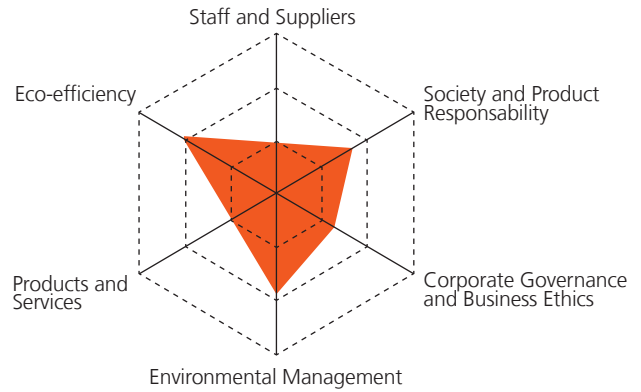 Staff and Suppliers
Eco-efficiency
Society and Product
Responsability
Products and
Services
Corporate Governance
and Business Ethics
Environmental Management